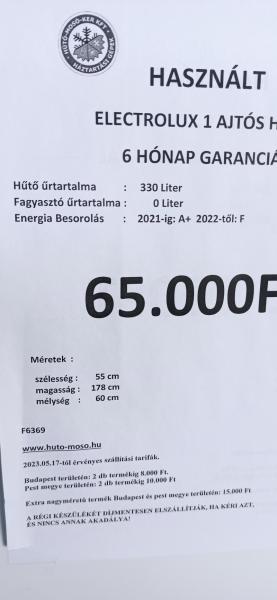 HŰTŐ-MOSÓ-KER KFT
HÁZTARTÁSI GÉPEK
HASZNÁLT
ELECTROLUX 1 AJTÓS H
6 HÓNAP GARANCIÁ
Hűtő űrtartalma : 330 Liter
Fagyasztó űrtartalma : 0 Liter
Energia Besorolás : 2021-ig: A+ 2022-től: F
65.000F
Méretek :
szélesség : 55 cm
magasság : 178 cm
mélység : 60 cm
F6369
www.huto-moso.hu
2023.05.17-től érvényes szállítási tarifák.
Budapest területén: 2 db termékig 8.000 Ft.
Pest megye területén: 2 db termékig 10.000 Ft
Extra nagyméretű termék Budapest és pest megye területén: 15.000 Ft
A RÉGI KÉSZÜLÉKÉT DÍJMENTESEN ELSZÁLLÍTJÁK, HA KÉRI AZT,
ÉS NINCS ANNAK AKADÁLYA!